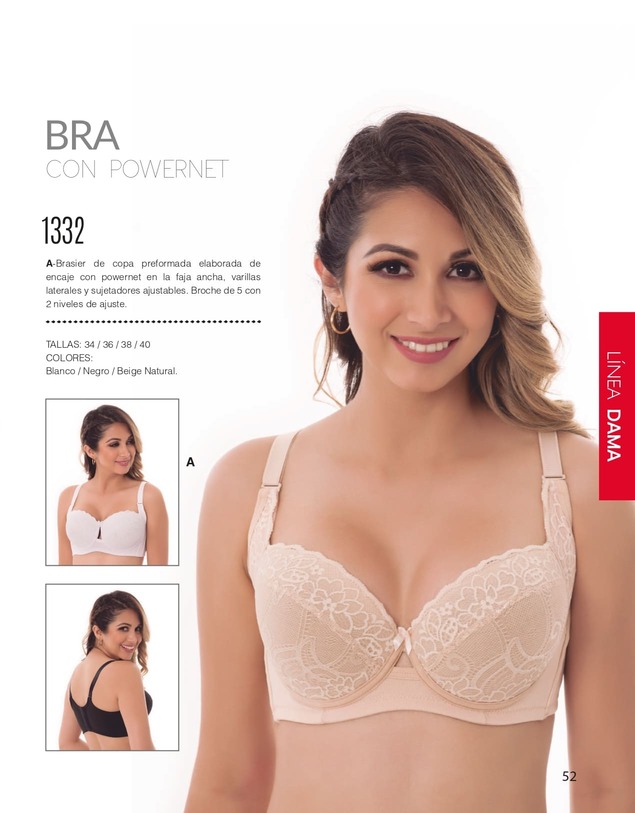 BRA
CON POWERNET
1332
A-Brasier de copa preformada elaborada de
encaje con powernet en la faja ancha, varillas
laterales y sujetadores ajustables. Broche de 5 con
2 niveles de ajuste.
TALLAS: 34 / 36 / 38 / 40
COLORES:
Blanco / Negro / Beige Natural.
A
LÍNEA DAMA
52